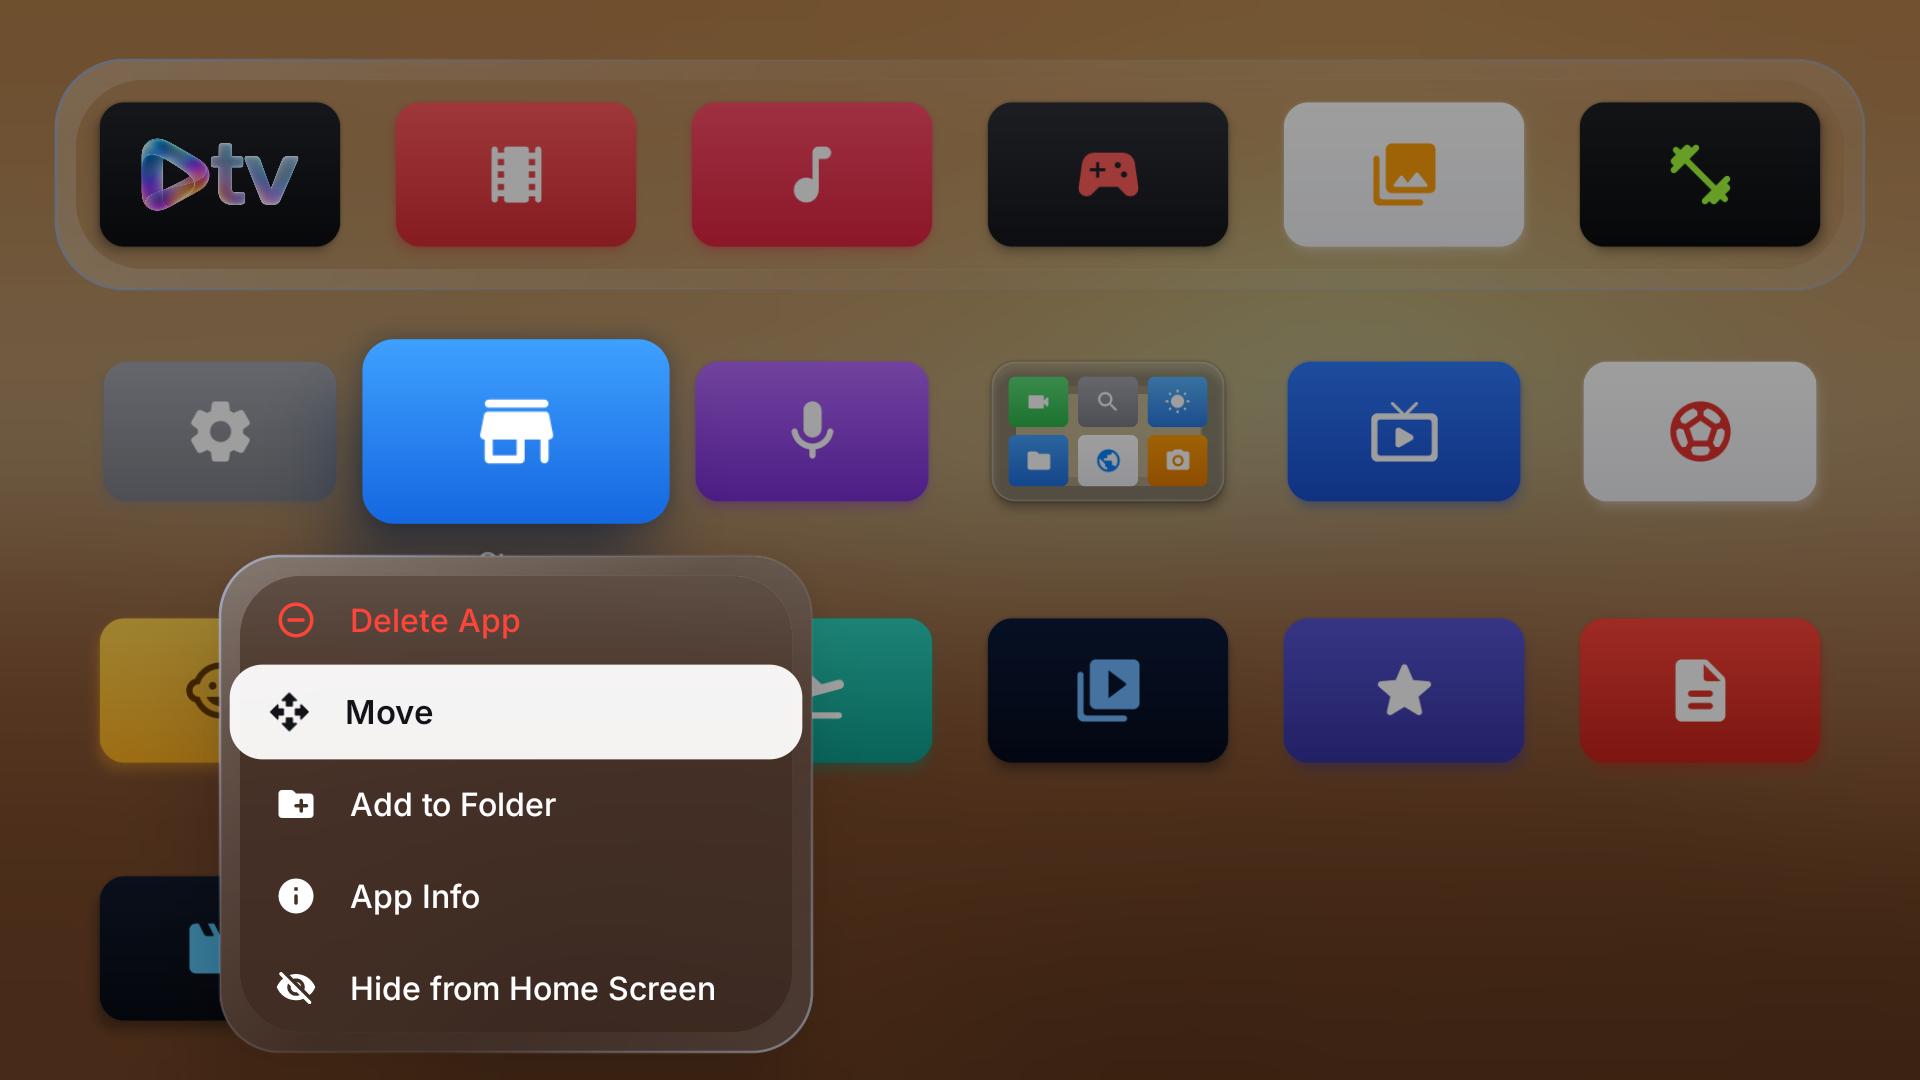 tv
Delete App
Move
Add to Folder
App Info
Hide from Home Screen